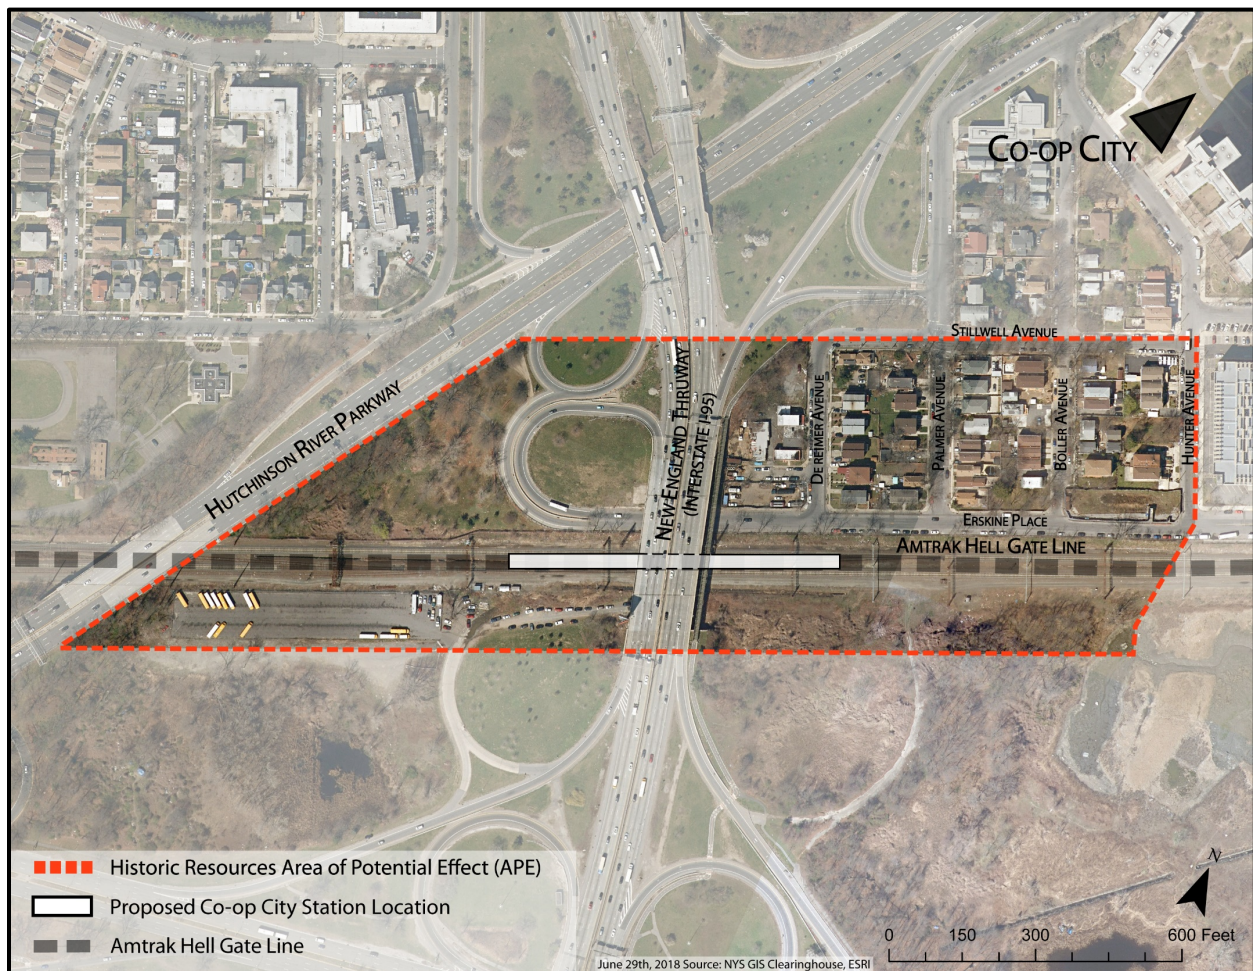 CO-OP CITY
STILLWELL AVENUE
HUTCHINSON RIVER PARKWAY
NEW ENGLAND THRUWAY
(INTERSTATE I-95)
DE REIMER AVENUE
PALMER AVENUE
BOLLER AVENUE
HUNTER AVENUE
ERSKINE PLACE
AMTRAK HELL GATE LINE
Historic Resources Area of Potential Effect (APE)
Proposed Co-op City Station Location
Amtrak Hell Gate Line
N
0 150 300 600 Feet
June 29th, 2018 Source: NYS GIS Clearinghouse, ESRI